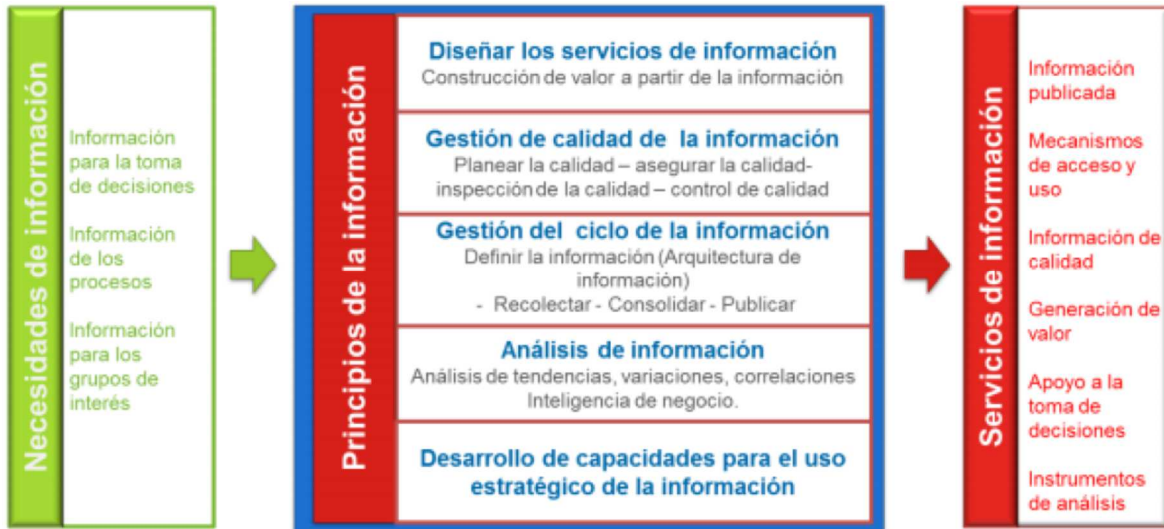 Necesidades de información
Información
para la toma
de decisiones
Información
de los
procesos
Información
para los
grupos de
interés
Principios de la información
Diseñar los servicios de información
Construcción de valor a partir de la información
Gestión de calidad de la información
Planear la calidad – asegurar la calidad-
inspección de la calidad – control de calidad
Gestión del ciclo de la información
Definir la información (Arquitectura de
información)
- Recolectar - Consolidar - Publicar
Análisis de información
Análisis de tendencias, variaciones, correlaciones
Inteligencia de negocio.
Desarrollo de capacidades para el uso
estratégico de la información
Servicios de información
Información
publicada
Mecanismos
de acceso y
uso
Información de
calidad
Generación de
valor
Apoyo a la
toma de
decisiones
Instrumentos
de análisis